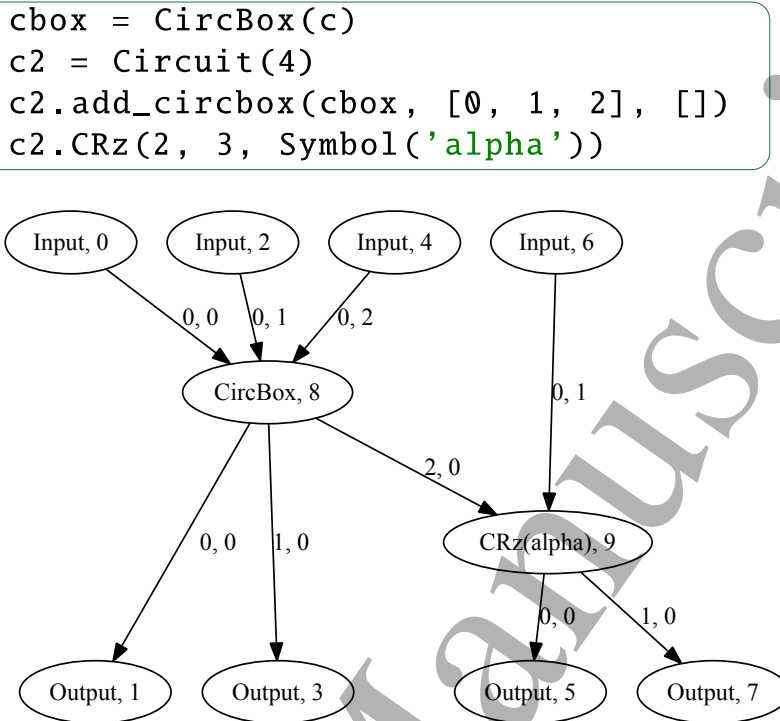 cbox = CircBox(c)
c2 = Circuit(4)
c2.add_circbox(cbox, [0, 1, 2], [])
c2.CRz(2, 3, Symbol('alpha'))
Input, 0 Input, 2 Input, 4 Input, 6
0, 0 0, 1 0, 2
CircBox, 8 0, 1
2, 0
0, 0 1, 0 CRz(alpha), 9
0, 0 1, 0
Output, 1 Output, 3 Output, 5 Output, 7